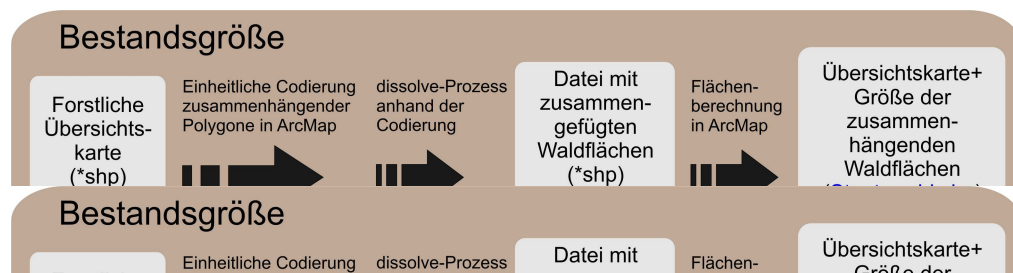 Bestandsgröße
Forstliche
Übersichts-
karte
(*shp)
Einheitliche Codierung
zusammenhängender
Polygone in ArcMap
dissolve-Prozess
anhand der
Codierung
Datei mit
zusammen-
gefügten
Waldflächen
(*shp)
Flächen-
berechnung
in ArcMap
Übersichtskarte+
Größe der
zusammen-
hängenden
Waldflächen
Bestandsgröße
Einheitliche Codierung
dissolve-Prozess
Datei mit
Flächen-
Übersichtskarte+
Größe der